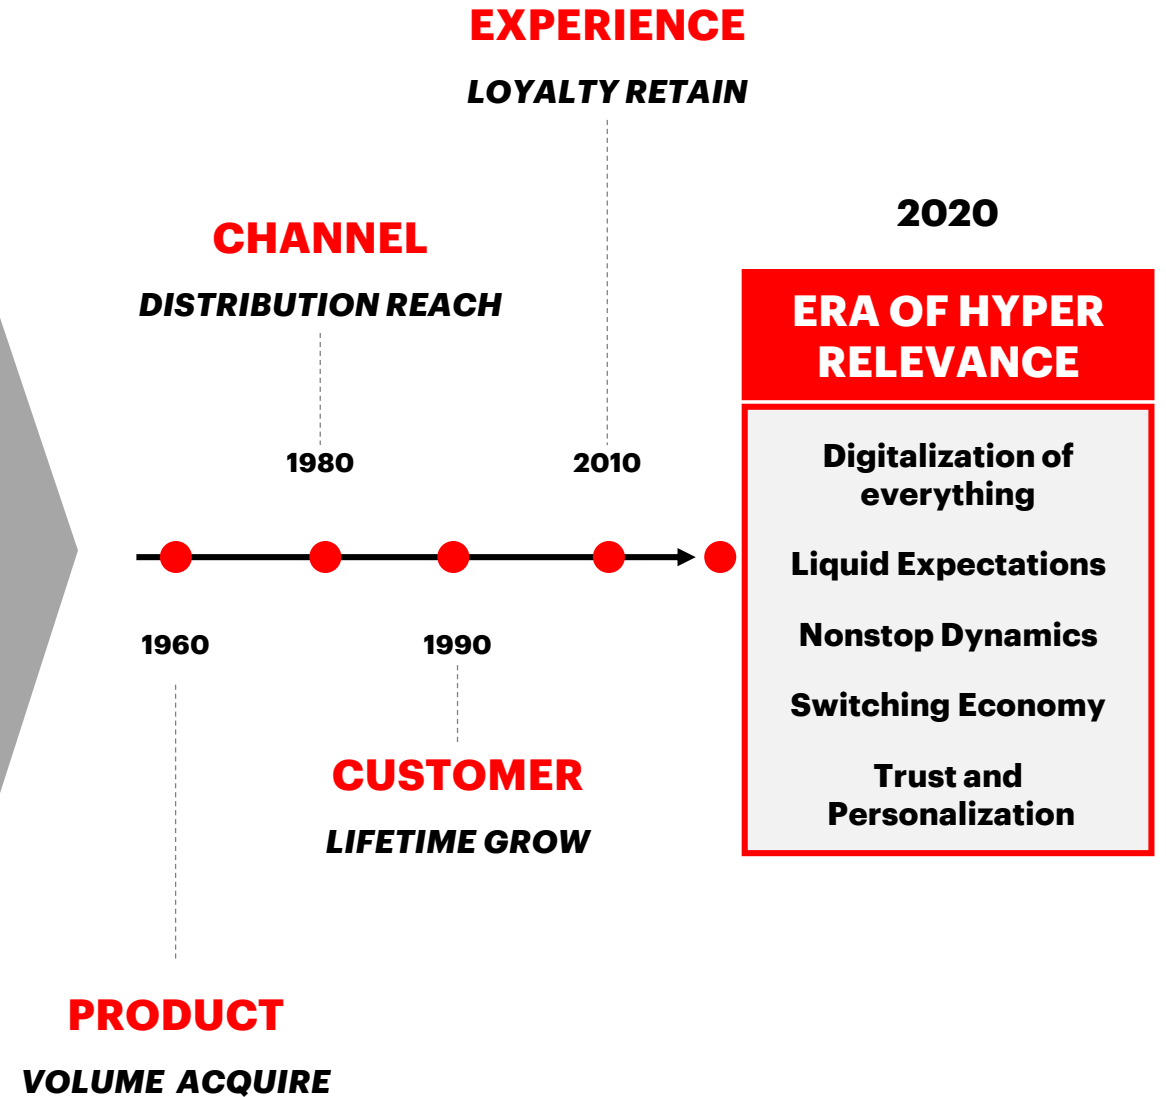 EXPERIENCE
LOYALTY RETAIN
2020
CHANNEL
DISTRIBUTION REACH
ERA OF HYPER
RELEVANCE
1980
2010
Digitalization of
everything
Liquid Expectations
Nonstop Dynamics
Switching Economy
Trust and
Personalization
1960
1990
CUSTOMER
LIFETIME GROW
PRODUCT
VOLUME ACQUIRE